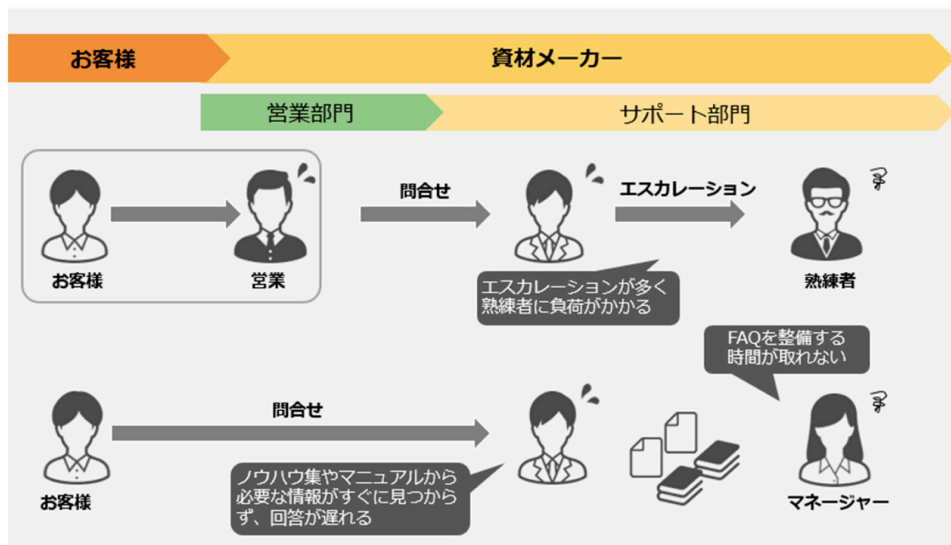 お客様
資材メーカー
営業部門
サポート部門
問合せ
エスカレーション
お客様
営業
熟練者
エスカレーションが多く
熟練者に負荷がかかる
FAQを整備する
時間が取れない
問合せ
ノウハウ集やマニュアルから
必要な情報がすぐに見つから
ず、回答が遅れる
お客様
マネージャー